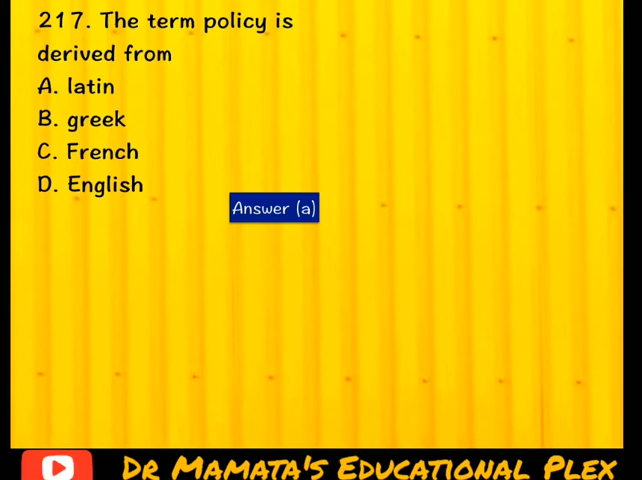 217. The term policy is
derived from
A. latin
B. greek
C. French
D. English
Answer (a)
Dr Mamata's Educational Plex